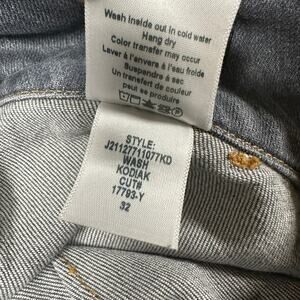 Wash inside out in cold water
Hang dry
Color transfer may occur
Laver à l'envers à l'eau froide
Suspendre à sec
Un transfert de couleur
peut se produire
STYLE:
J21127711077KD
WASH
KODIAK
CUT#
17793-Y
32